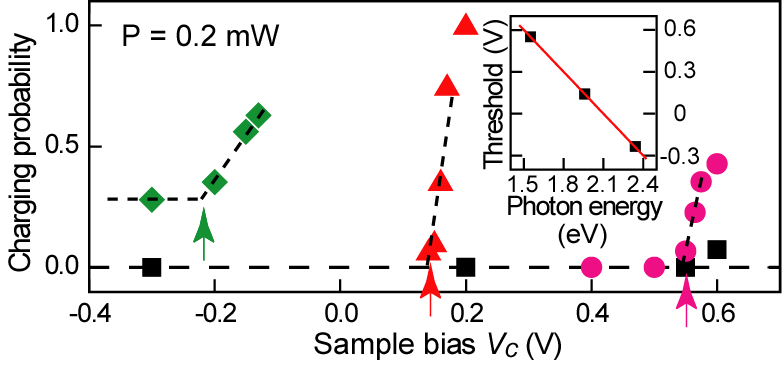 P = 0.2 mW
Charging probability
1.0
0.5
0.0
-0.4
-0.2
0.0
0.2
0.4
0.6
Sample bias VC (V)
Threshold (V)
0.6
0.3
0
-0.3
1.5
1.8
2.1
2.4
Photon energy
(eV)